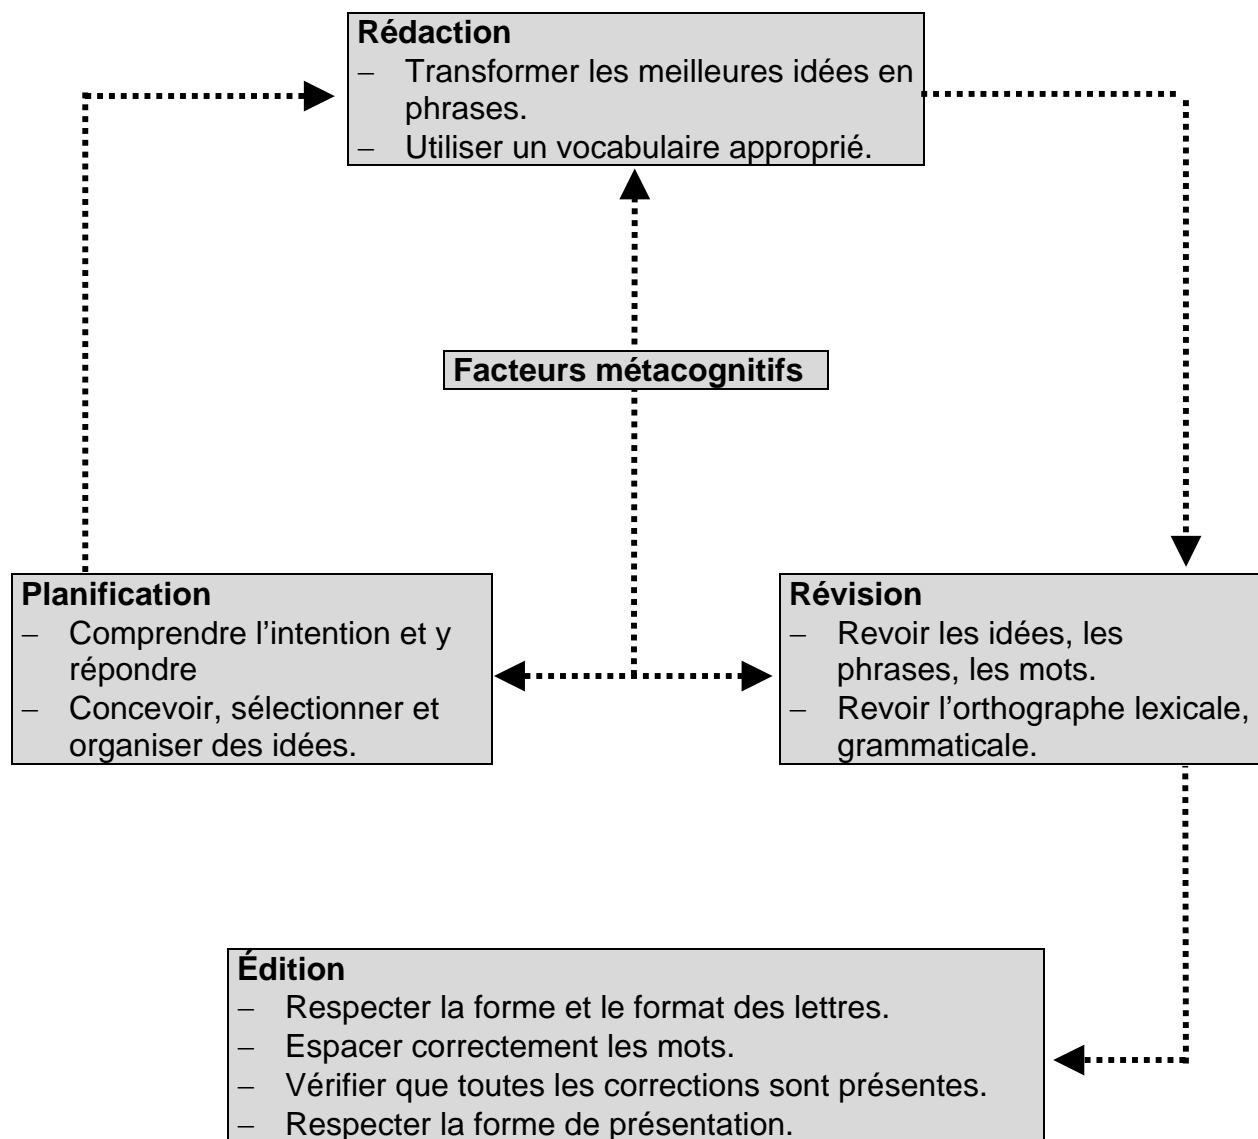 Rédaction
– Transformer les meilleures idées en
phrases.
– Utiliser un vocabulaire approprié.
Facteurs métacognitifs
Planification
– Comprendre l’intention et y
répondre
– Concevoir, sélectionner et
organiser des idées.
Révision
– Revoir les idées, les
phrases, les mots.
– Revoir l’orthographe lexicale,
grammaticale.
Édition
– Respecter la forme et le format des lettres.
– Espacer correctement les mots.
– Vérifier que toutes les corrections sont présentes.
– Respecter la forme de présentation.